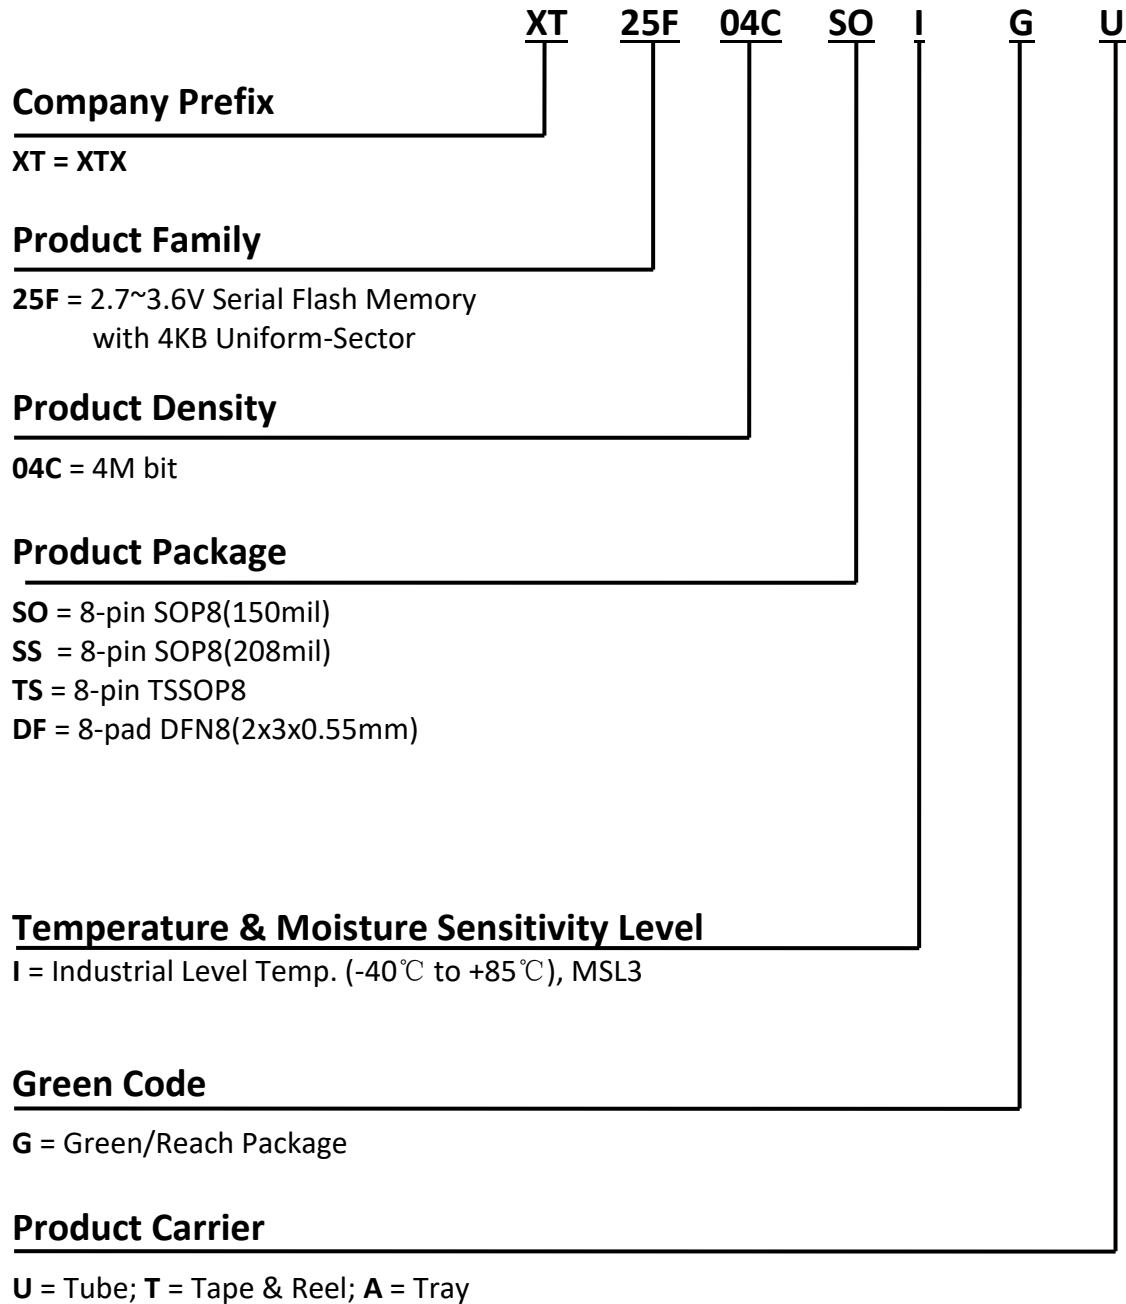 XT 25F 04C SO I G U
Company Prefix
XT = XTX
Product Family
25F = 2.7~3.6V Serial Flash Memory
with 4KB Uniform-Sector
Product Density
04C = 4M bit
Product Package
SO = 8-pin SOP8(150mil)
SS = 8-pin SOP8(208mil)
TS = 8-pin TSSOP8
DF = 8-pad DFN8(2x3x0.55mm)
Temperature & Moisture Sensitivity Level
I = Industrial Level Temp. (-40℃ to +85℃), MSL3
Green Code
G = Green/Reach Package
Product Carrier
U = Tube; T = Tape & Reel; A = Tray